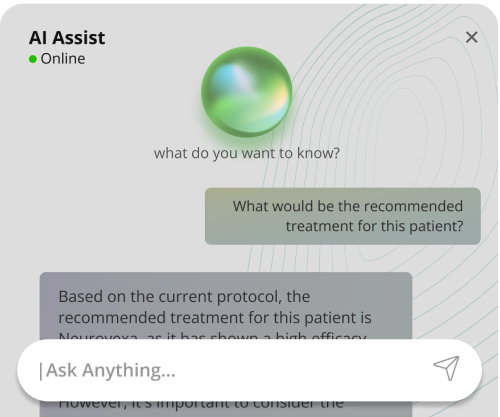 AI Assist
Online
what do you want to know?
What would be the recommended
treatment for this patient?
Based on the current protocol, the
recommended treatment for this patient is
Neurovexa, as it has shown a high efficacy
Ask Anything...
However, it's important to consider the